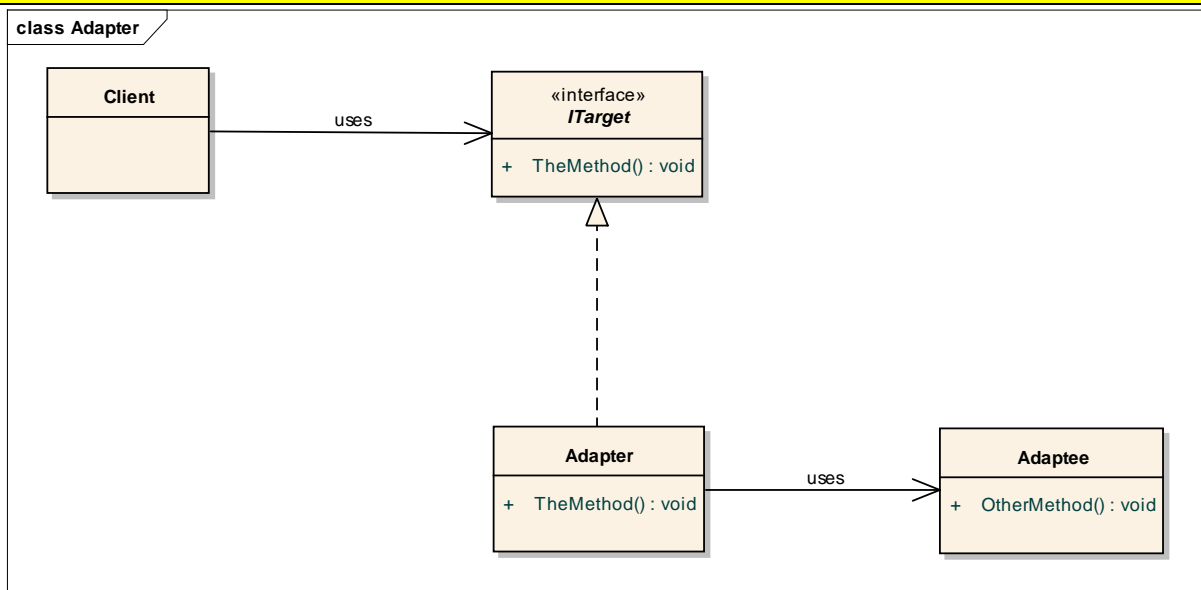 class Adapter
Client
uses
«interface»
ITarget
+ TheMethod() : void
Adapter
+ TheMethod() : void
uses
Adaptee
+ OtherMethod() : void